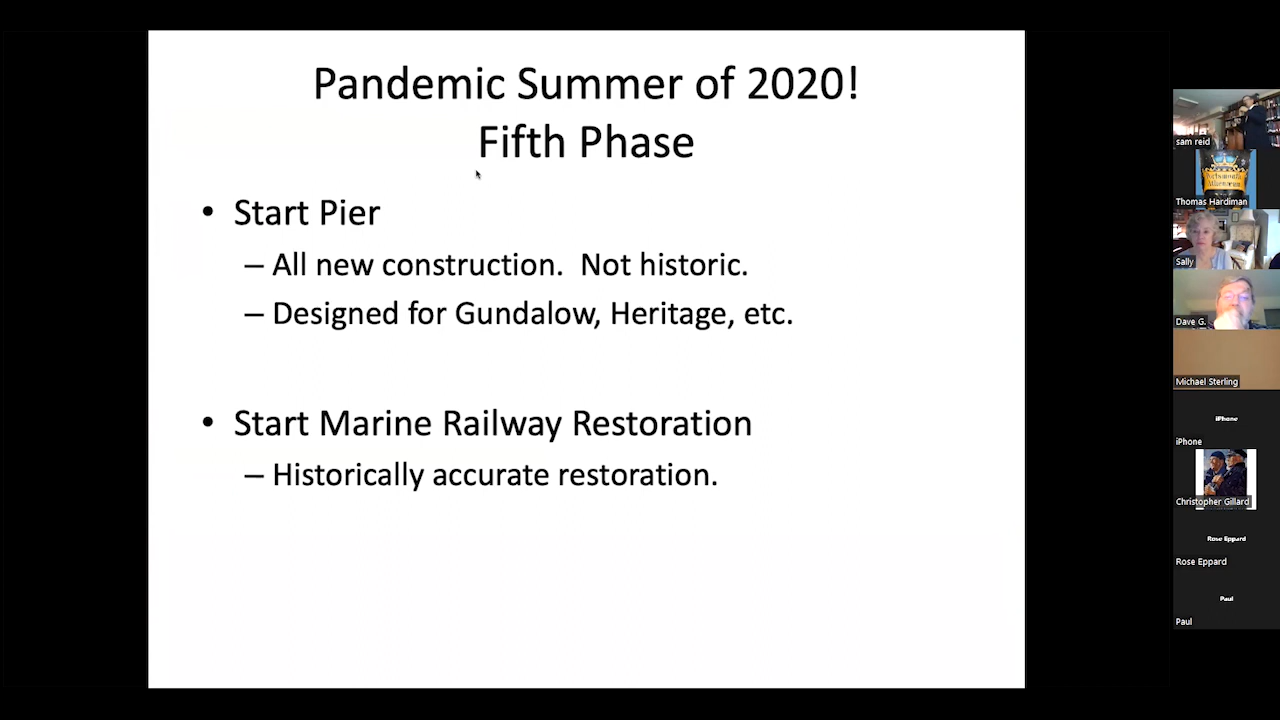 Pandemic Summer of 2020!
Fifth Phase
• Start Pier
– All new construction.  Not historic.
– Designed for Gundalow, Heritage, etc.
• Start Marine Railway Restoration
– Historically accurate restoration.
sam reid
Portsmouth
Athenaeum
Thomas Hardiman
Sally
Dave G.
Michael Sterling
iPhone
iPhone
Christopher Gillard
Rose Eppard
Rose Eppard
Paul
Paul